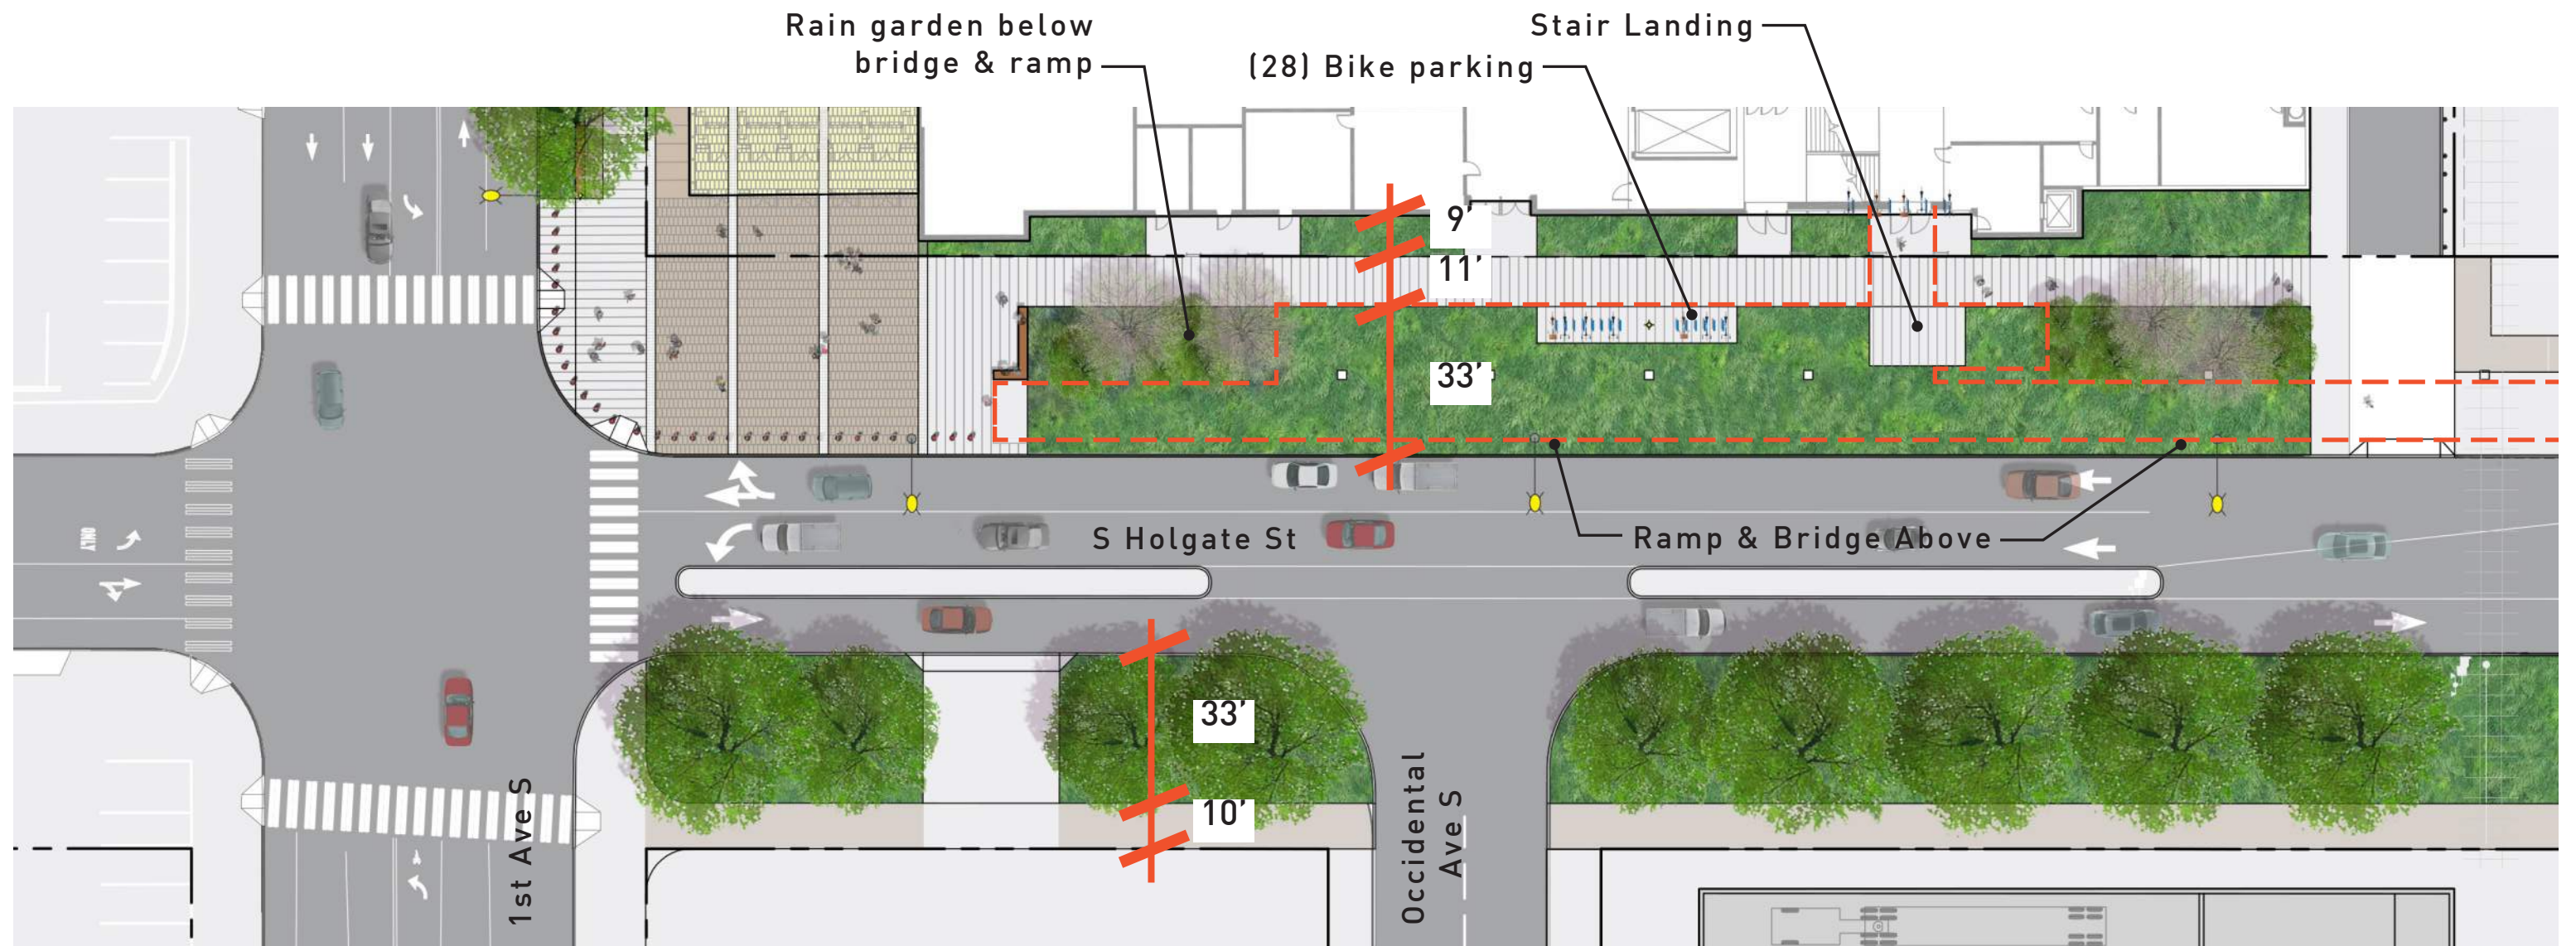 Rain garden below
bridge & ramp
(28) Bike parking
Stair Landing
9’
11’
33’
S Holgate St
Ramp & Bridge Above
ONLY
33’
10’
1st Ave S
Occidental
Ave S